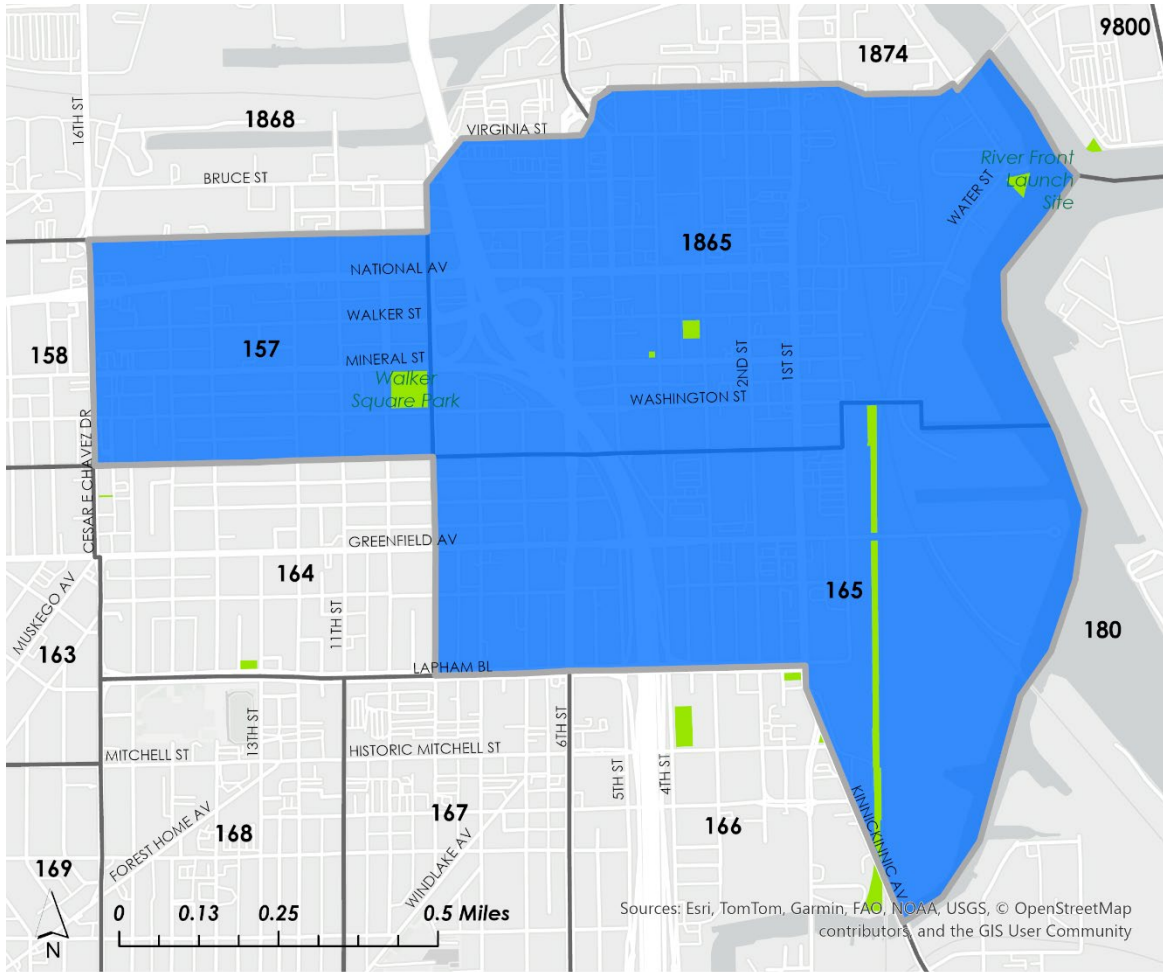 9800
1874
1868
16TH ST
VIRGINIA ST
BRUCE ST
River Front
Launch
Site
WATER ST
1865
NATIONAL AV
WALKER ST
158
157
MINERAL ST
Walker
Square Park
2ND ST
1ST ST
WASHINGTON ST
CESAR E CHAVEZ DR
GREENFIELD AV
164
165
MUSKEGO AV
11TH ST
163
180
LAPHAM BL
13TH ST
6TH ST
MITCHELL ST
HISTORIC MITCHELL ST
5TH ST
4TH ST
KINNICKINNIC AV
FOREST HOME AV
168
167
166
WINDLAKE AV
169
0 0.13 0.25 0.5 Miles
N
Sources: Esri, TomTom, Garmin, FAO, NOAA, USGS, © OpenStreetMap
contributors, and the GIS User Community